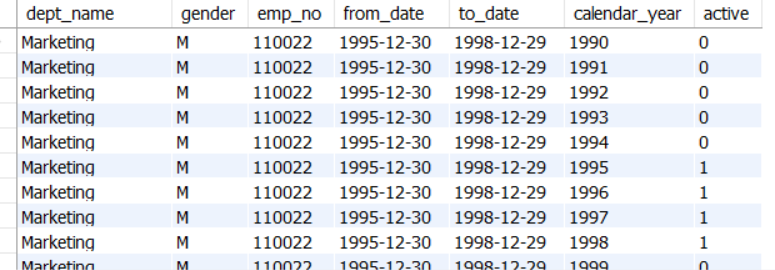 dept_name gender emp_no from_date to_date calendar_year active
Marketing M 110022 1995-12-30 1998-12-29 1990 0
Marketing M 110022 1995-12-30 1998-12-29 1991 0
Marketing M 110022 1995-12-30 1998-12-29 1992 0
Marketing M 110022 1995-12-30 1998-12-29 1993 0
Marketing M 110022 1995-12-30 1998-12-29 1994 0
Marketing M 110022 1995-12-30 1998-12-29 1995 1
Marketing M 110022 1995-12-30 1998-12-29 1996 1
Marketing M 110022 1995-12-30 1998-12-29 1997 1
Marketing M 110022 1995-12-30 1998-12-29 1998 1
Marketing M 110022 1995-12-30 1998-12-29 1999 0